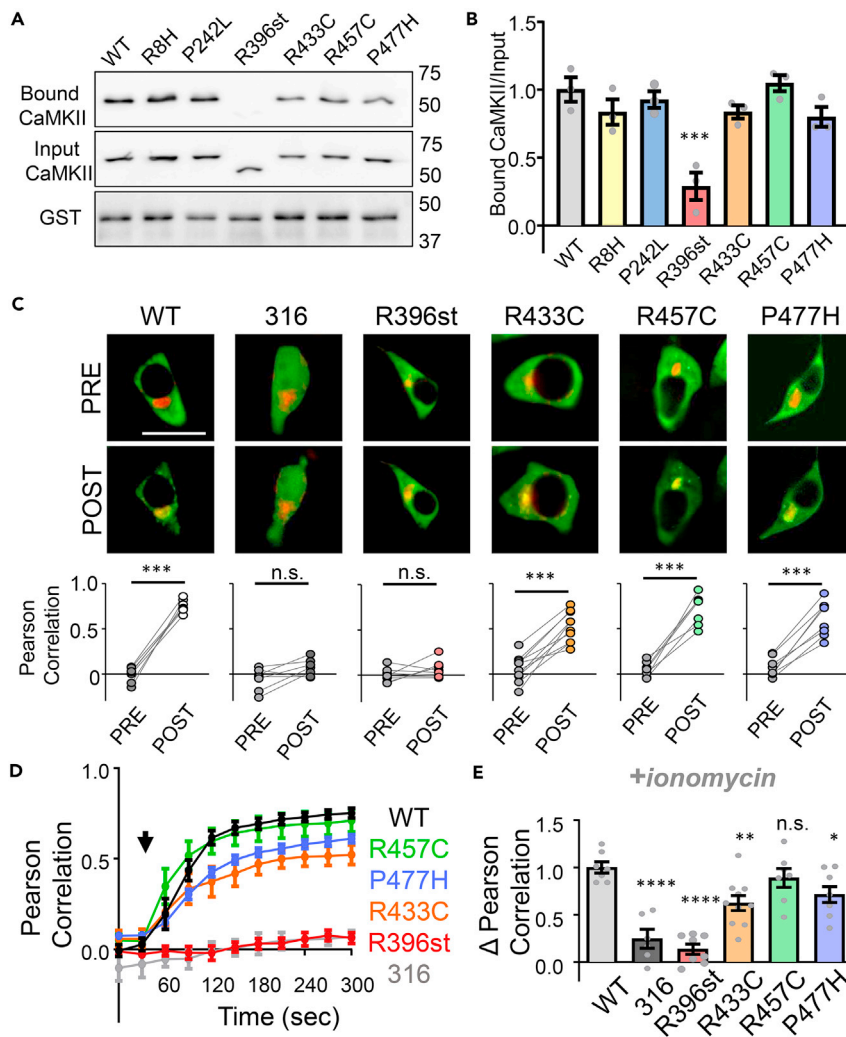 A
WT R8H P242L R396st R433C R457C P477H
Bound CaMKII
75
50
Input CaMKII
75
50
GST
50
37
B
Bound CaMKII/Input
1.5
1.0
0.5
0.0
***
WT R8H P242L R396st R433C R457C P477H
C
WT 316 R396st R433C R457C P477H
PRE
POST
*** n.s. n.s. *** *** ***
Pearson Correlation
1.0
0.5
0
PRE POST PRE POST PRE POST PRE POST PRE POST PRE POST
D
Pearson Correlation
1.0
0.5
0.0
60 120 180 240 300
Time (sec)
WT
R457C
P477H
R433C
R396st
316
E
+ionomycin
Δ Pearson Correlation
1.5
1.0
0.5
0.0
**** **** ** n.s. *
WT 316 R396st R433C R457C P477H